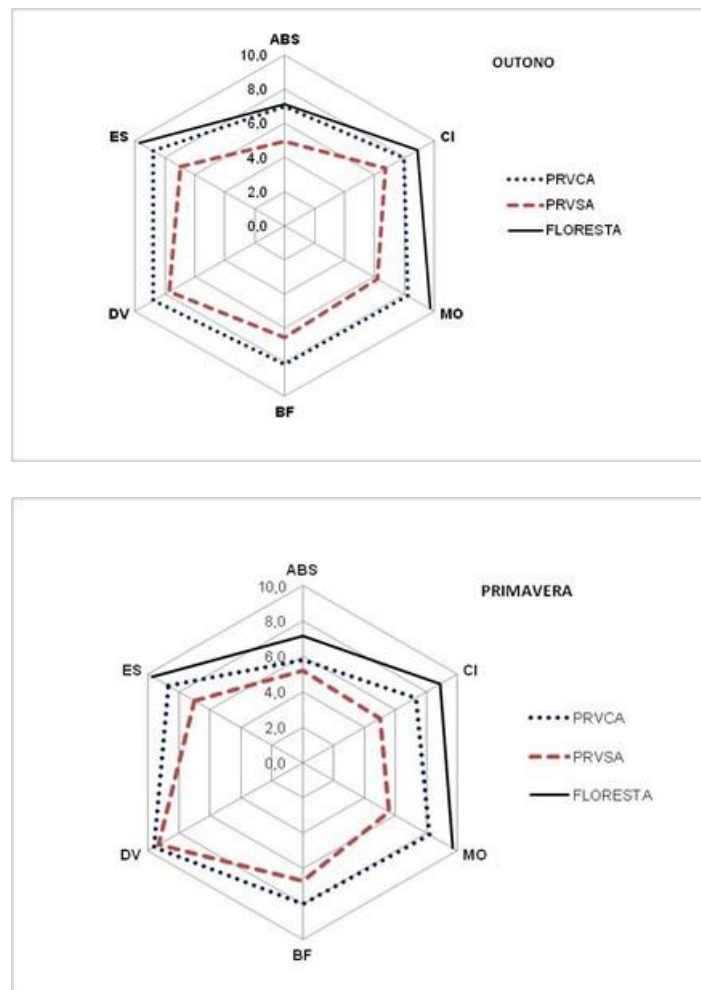 ABS
10,0
OUTONO
8,0
ES
CI
6,0
4,0
PRVCA
2,0
PRVSA
0,0
FLORESTA
DV
MO
BF
ABS
10,0
PRIMAVERA
8,0
ES
CI
6,0
4,0
PRVCA
2,0
PRVSA
0,0
FLORESTA
DV
MO
BF